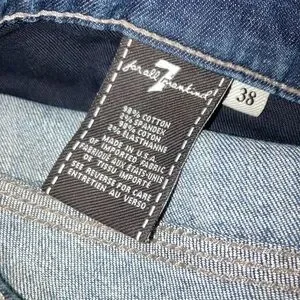 7
for all mankind
38
98% COTTON
2% SPANDEX
98% COTON
2% ELASTHANNE
MADE IN U.S.A.
OF IMPORTED FABRIC
FABRIQUÉ AUX ÉTATS-UNIS
DE TISSU IMPORTÉ
SEE REVERSE FOR CARE
ENTRETIEN AU VERSO